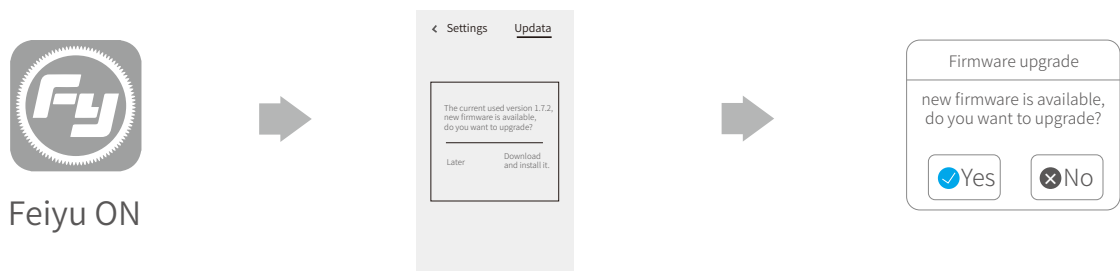 Fy
Feiyu ON
Settings Updata
The current used version 1.7.2,
new firmware is available,
do you want to upgrade?
Later
Download
and install it.
Firmware upgrade
new firmware is available,
do you want to upgrade?
Yes No